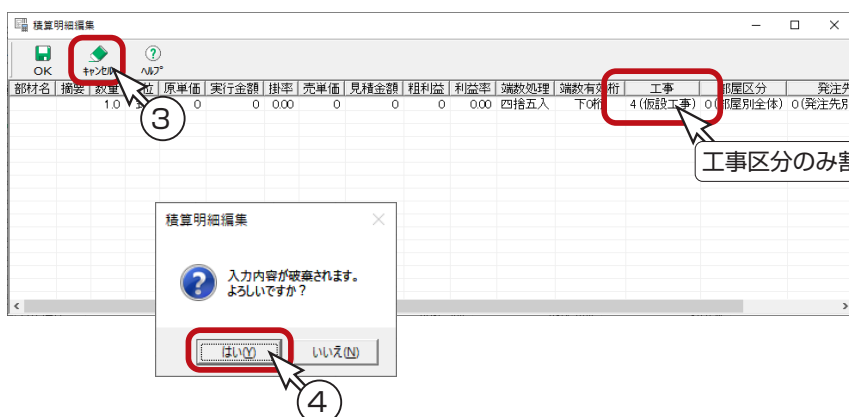 積算明細編集
OK ｷｬﾝｾﾙ ﾍﾙﾌﾟ
部材名 摘要 数量 位 原単価 実行金額 掛率 売単価 見積金額 粗利益 利益率 端数処理 端数有効桁 工事 部屋区分 発注先
1.0 0 0 0.00 0 0 0 0.00 四捨五入 下0桁 4(仮設工事) 0(部屋別全体) 0(発注先別
③
工事区分のみ割
積算明細編集
入力内容が破棄されます。
よろしいですか？
はい(Y) いいえ(N)
④